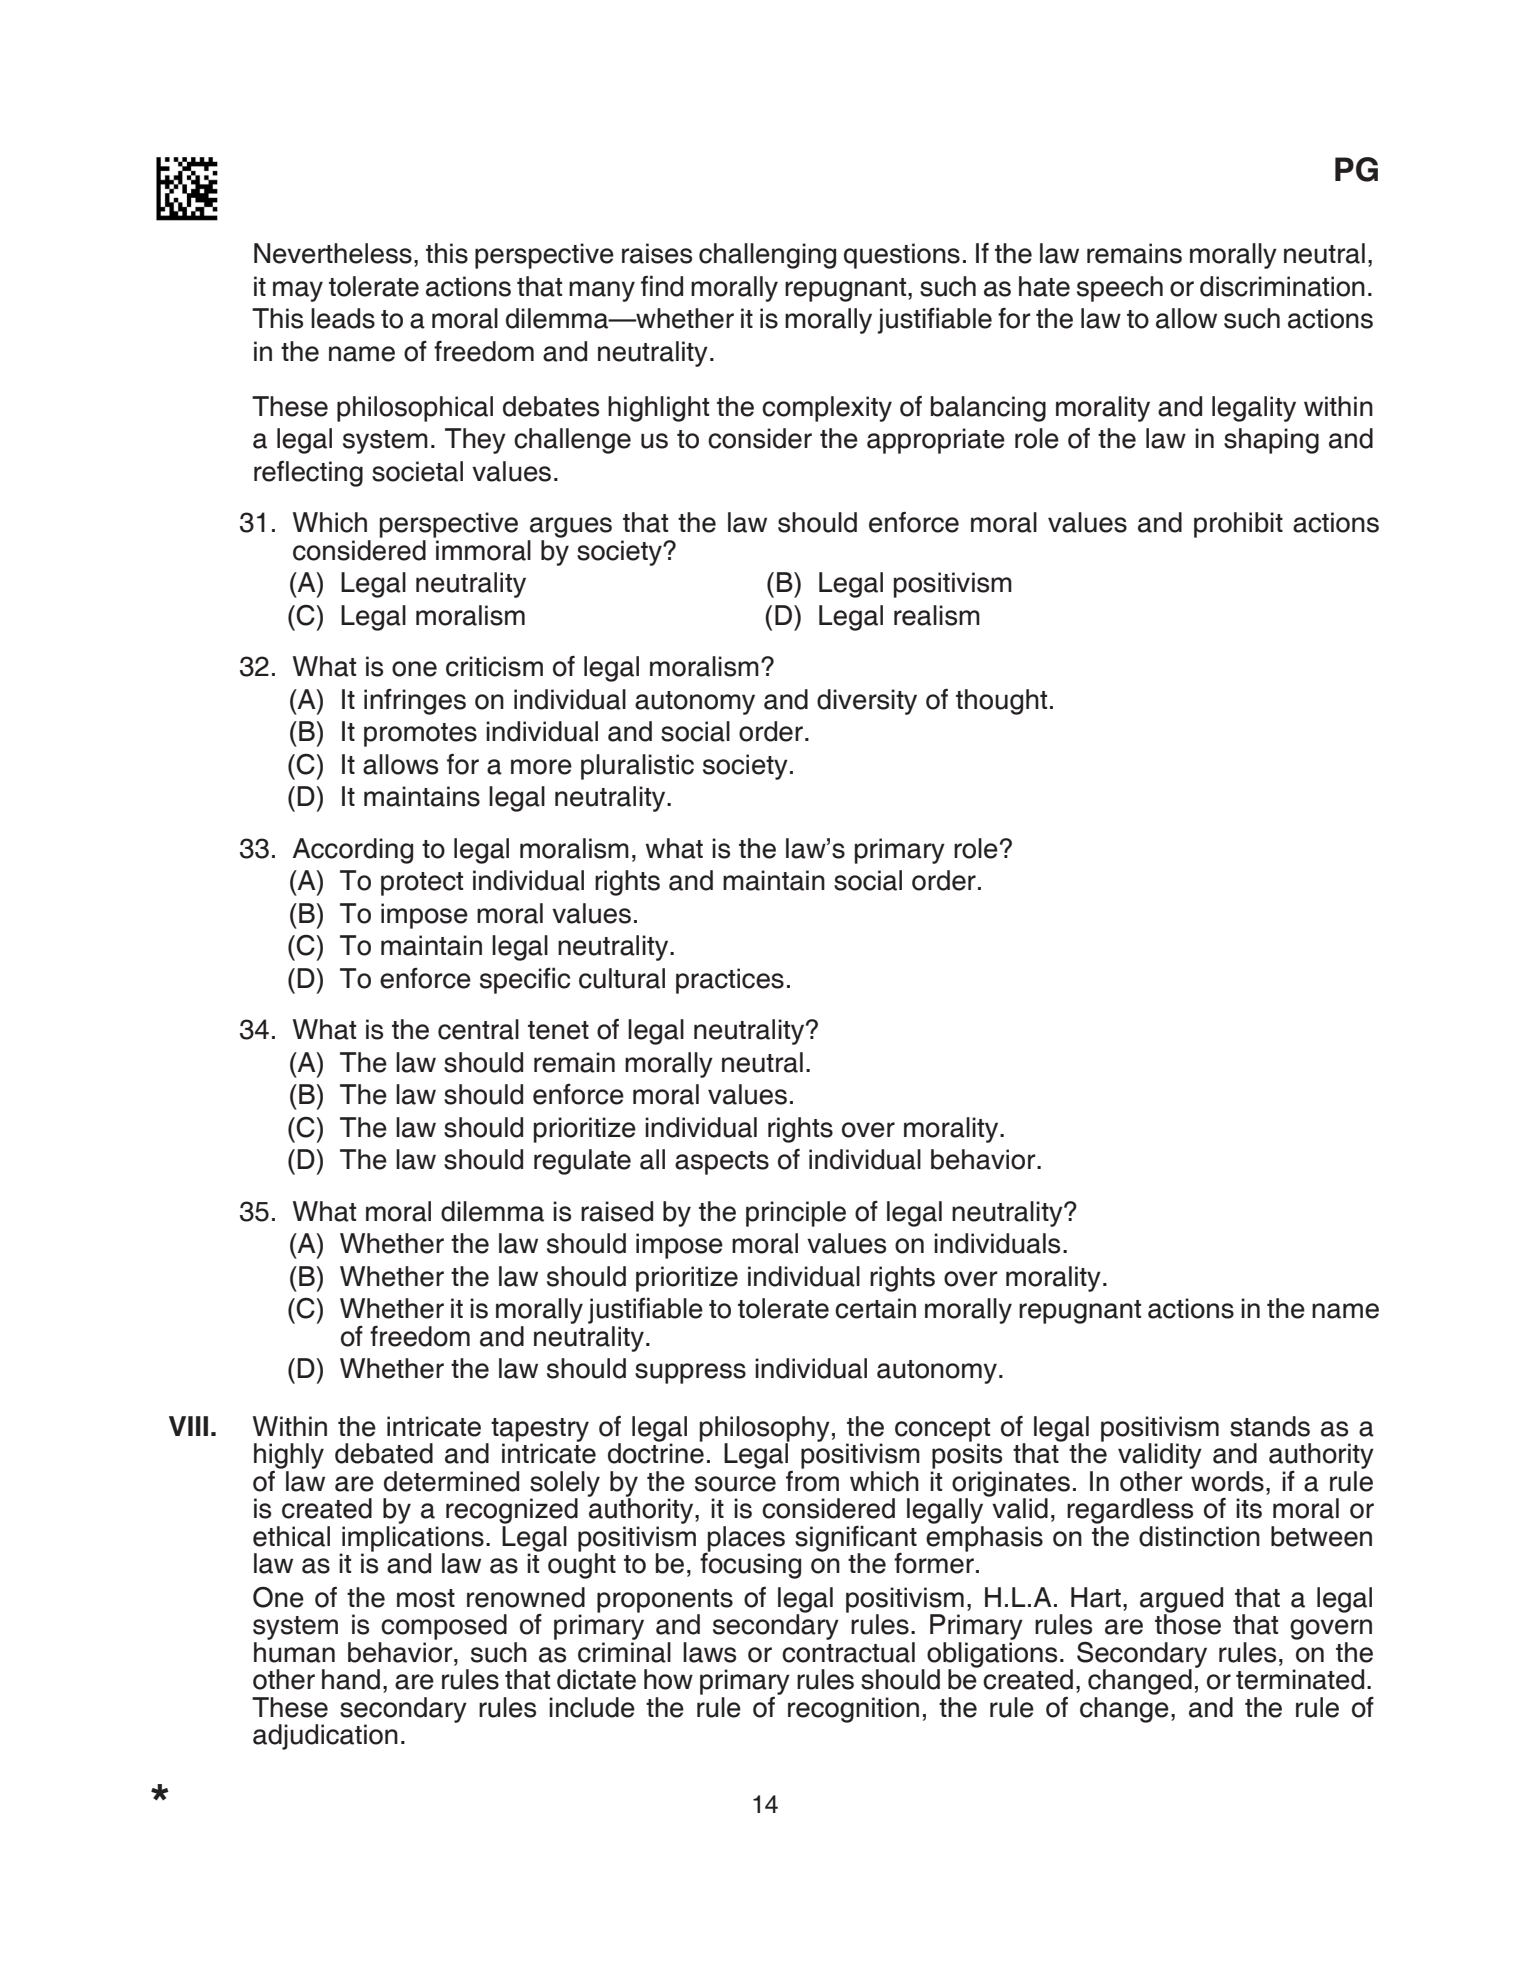 PG
Nevertheless, this perspective raises challenging questions. If the law remains morally neutral,
it may tolerate actions that many find morally repugnant, such as hate speech or discrimination.
This leads to a moral dilemma—whether it is morally justifiable for the law to allow such actions
in the name of freedom and neutrality.
These philosophical debates highlight the complexity of balancing morality and legality within
a legal system. They challenge us to consider the appropriate role of the law in shaping and
reflecting societal values.
31. Which perspective argues that the law should enforce moral values and prohibit actions
considered immoral by society?
(A) Legal neutrality (B) Legal positivism
(C) Legal moralism (D) Legal realism
32. What is one criticism of legal moralism?
(A) It infringes on individual autonomy and diversity of thought.
(B) It promotes individual and social order.
(C) It allows for a more pluralistic society.
(D) It maintains legal neutrality.
33. According to legal moralism, what is the law’s primary role?
(A) To protect individual rights and maintain social order.
(B) To impose moral values.
(C) To maintain legal neutrality.
(D) To enforce specific cultural practices.
34. What is the central tenet of legal neutrality?
(A) The law should remain morally neutral.
(B) The law should enforce moral values.
(C) The law should prioritize individual rights over morality.
(D) The law should regulate all aspects of individual behavior.
35. What moral dilemma is raised by the principle of legal neutrality?
(A) Whether the law should impose moral values on individuals.
(B) Whether the law should prioritize individual rights over morality.
(C) Whether it is morally justifiable to tolerate certain morally repugnant actions in the name
of freedom and neutrality.
(D) Whether the law should suppress individual autonomy.
VIII. Within the intricate tapestry of legal philosophy, the concept of legal positivism stands as a
highly debated and intricate doctrine. Legal positivism posits that the validity and authority
of law are determined solely by the source from which it originates. In other words, if a rule
is created by a recognized authority, it is considered legally valid, regardless of its moral or
ethical implications. Legal positivism places significant emphasis on the distinction between
law as it is and law as it ought to be, focusing on the former.
One of the most renowned proponents of legal positivism, H.L.A. Hart, argued that a legal
system is composed of primary and secondary rules. Primary rules are those that govern
human behavior, such as criminal laws or contractual obligations. Secondary rules, on the
other hand, are rules that dictate how primary rules should be created, changed, or terminated.
These secondary rules include the rule of recognition, the rule of change, and the rule of
adjudication.
* 14